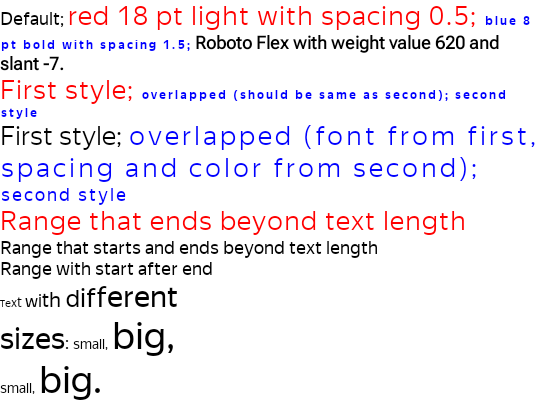 Default; red 18 pt light with spacing 0.5; blue 8
pt bold with spacing 1.5; Roboto Flex with weight value 620 and
slant -7.
First style; overlapped (should be same as second); second
style
First style; overlapped (font from first,
spacing and color from second);
second style
Range that ends beyond text length
Range that starts and ends beyond text length
Range with start after end
Text with different
sizes: small, big,
small, big.